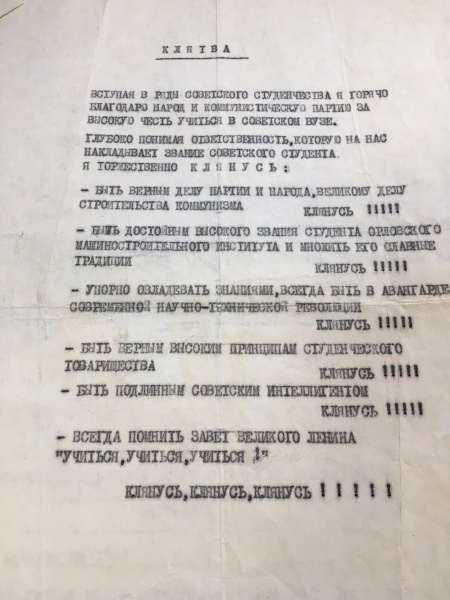 К Л Я Т В А
ВСТУПАЯ В РЯДЫ СОВЕТСКОГО СТУДЕНЧЕСТВА Я ГОРЯЧО
БЛАГОДАРЮ НАРОД И КОММУНИСТИЧЕСКУЮ ПАРТИЮ ЗА
ВЫСОКУЮ ЧЕСТЬ УЧИТЬСЯ В СОВЕТСКОМ ВУЗЕ.
ГЛУБОКО ПОНИМАЯ ОТВЕТСТВЕННОСТЬ,КОТОРУЮ НА НАС
НАКЛАДЫВАЕТ ЗВАНИЕ СОВЕТСКОГО СТУДЕНТА.
Я ТОРЖЕСТВЕННО К Л Я Н У С Ь :
- БЫТЬ ВЕРНЫМ ДЕЛУ ПАРТИИ И НАРОДА,ВЕЛИКОМУ ДЕЛУ
СТРОИТЕЛЬСТВА КОММУНИЗМА
КЛЯНУСЬ !!!!!
- БЫТЬ ДОСТОЙНЫМ ВЫСОКОГО ЗВАНИЯ СТУДЕНТА ОРЛОВСКОГО
МАШИНОСТРОИТЕЛЬНОГО ИНСТИТУТА И МНОЖИТЬ ЕГО СЛАВНЫЕ
ТРАДИЦИИ
КЛЯНУСЬ !!!!!
- УПОРНО ОВЛАДЕВАТЬ ЗНАНИЯМИ,ВСЕГДА БЫТЬ В АВАНГАРДЕ
СОВРЕМЕННОЙ НАУЧНО-ТЕХНИЧЕСКОЙ РЕВОЛЮЦИИ
КЛЯНУСЬ !!!!!
- БЫТЬ ВЕРНЫМ ВЫСОКИМ ПРИНЦИПАМ СТУДЕНЧЕСКОГО
ТОВАРИЩЕСТВА
КЛЯНУСЬ !!!!!
- БЫТЬ ПОДЛИННЫМ СОВЕТСКИМ ИНТЕЛЛИГЕНТОМ
КЛЯНУСЬ !!!!!
- ВСЕГДА ПОМНИТЬ ЗАВЕТ ВЕЛИКОГО ЛЕНИНА
"УЧИТЬСЯ,УЧИТЬСЯ,УЧИТЬСЯ !"
КЛЯНУСЬ,КЛЯНУСЬ,КЛЯНУСЬ ! ! ! ! !